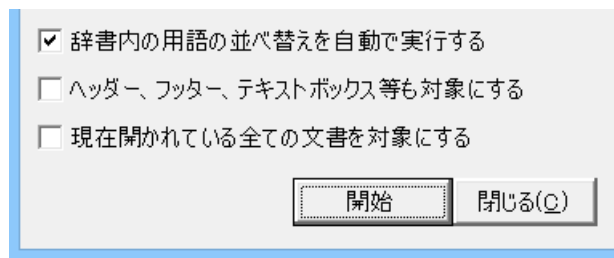 辞書内の用語の並べ替えを自動で実行する
ヘッダー、フッター、テキストボックス等も対象にする
現在開かれている全ての文書を対象にする
開始 閉じる(C)